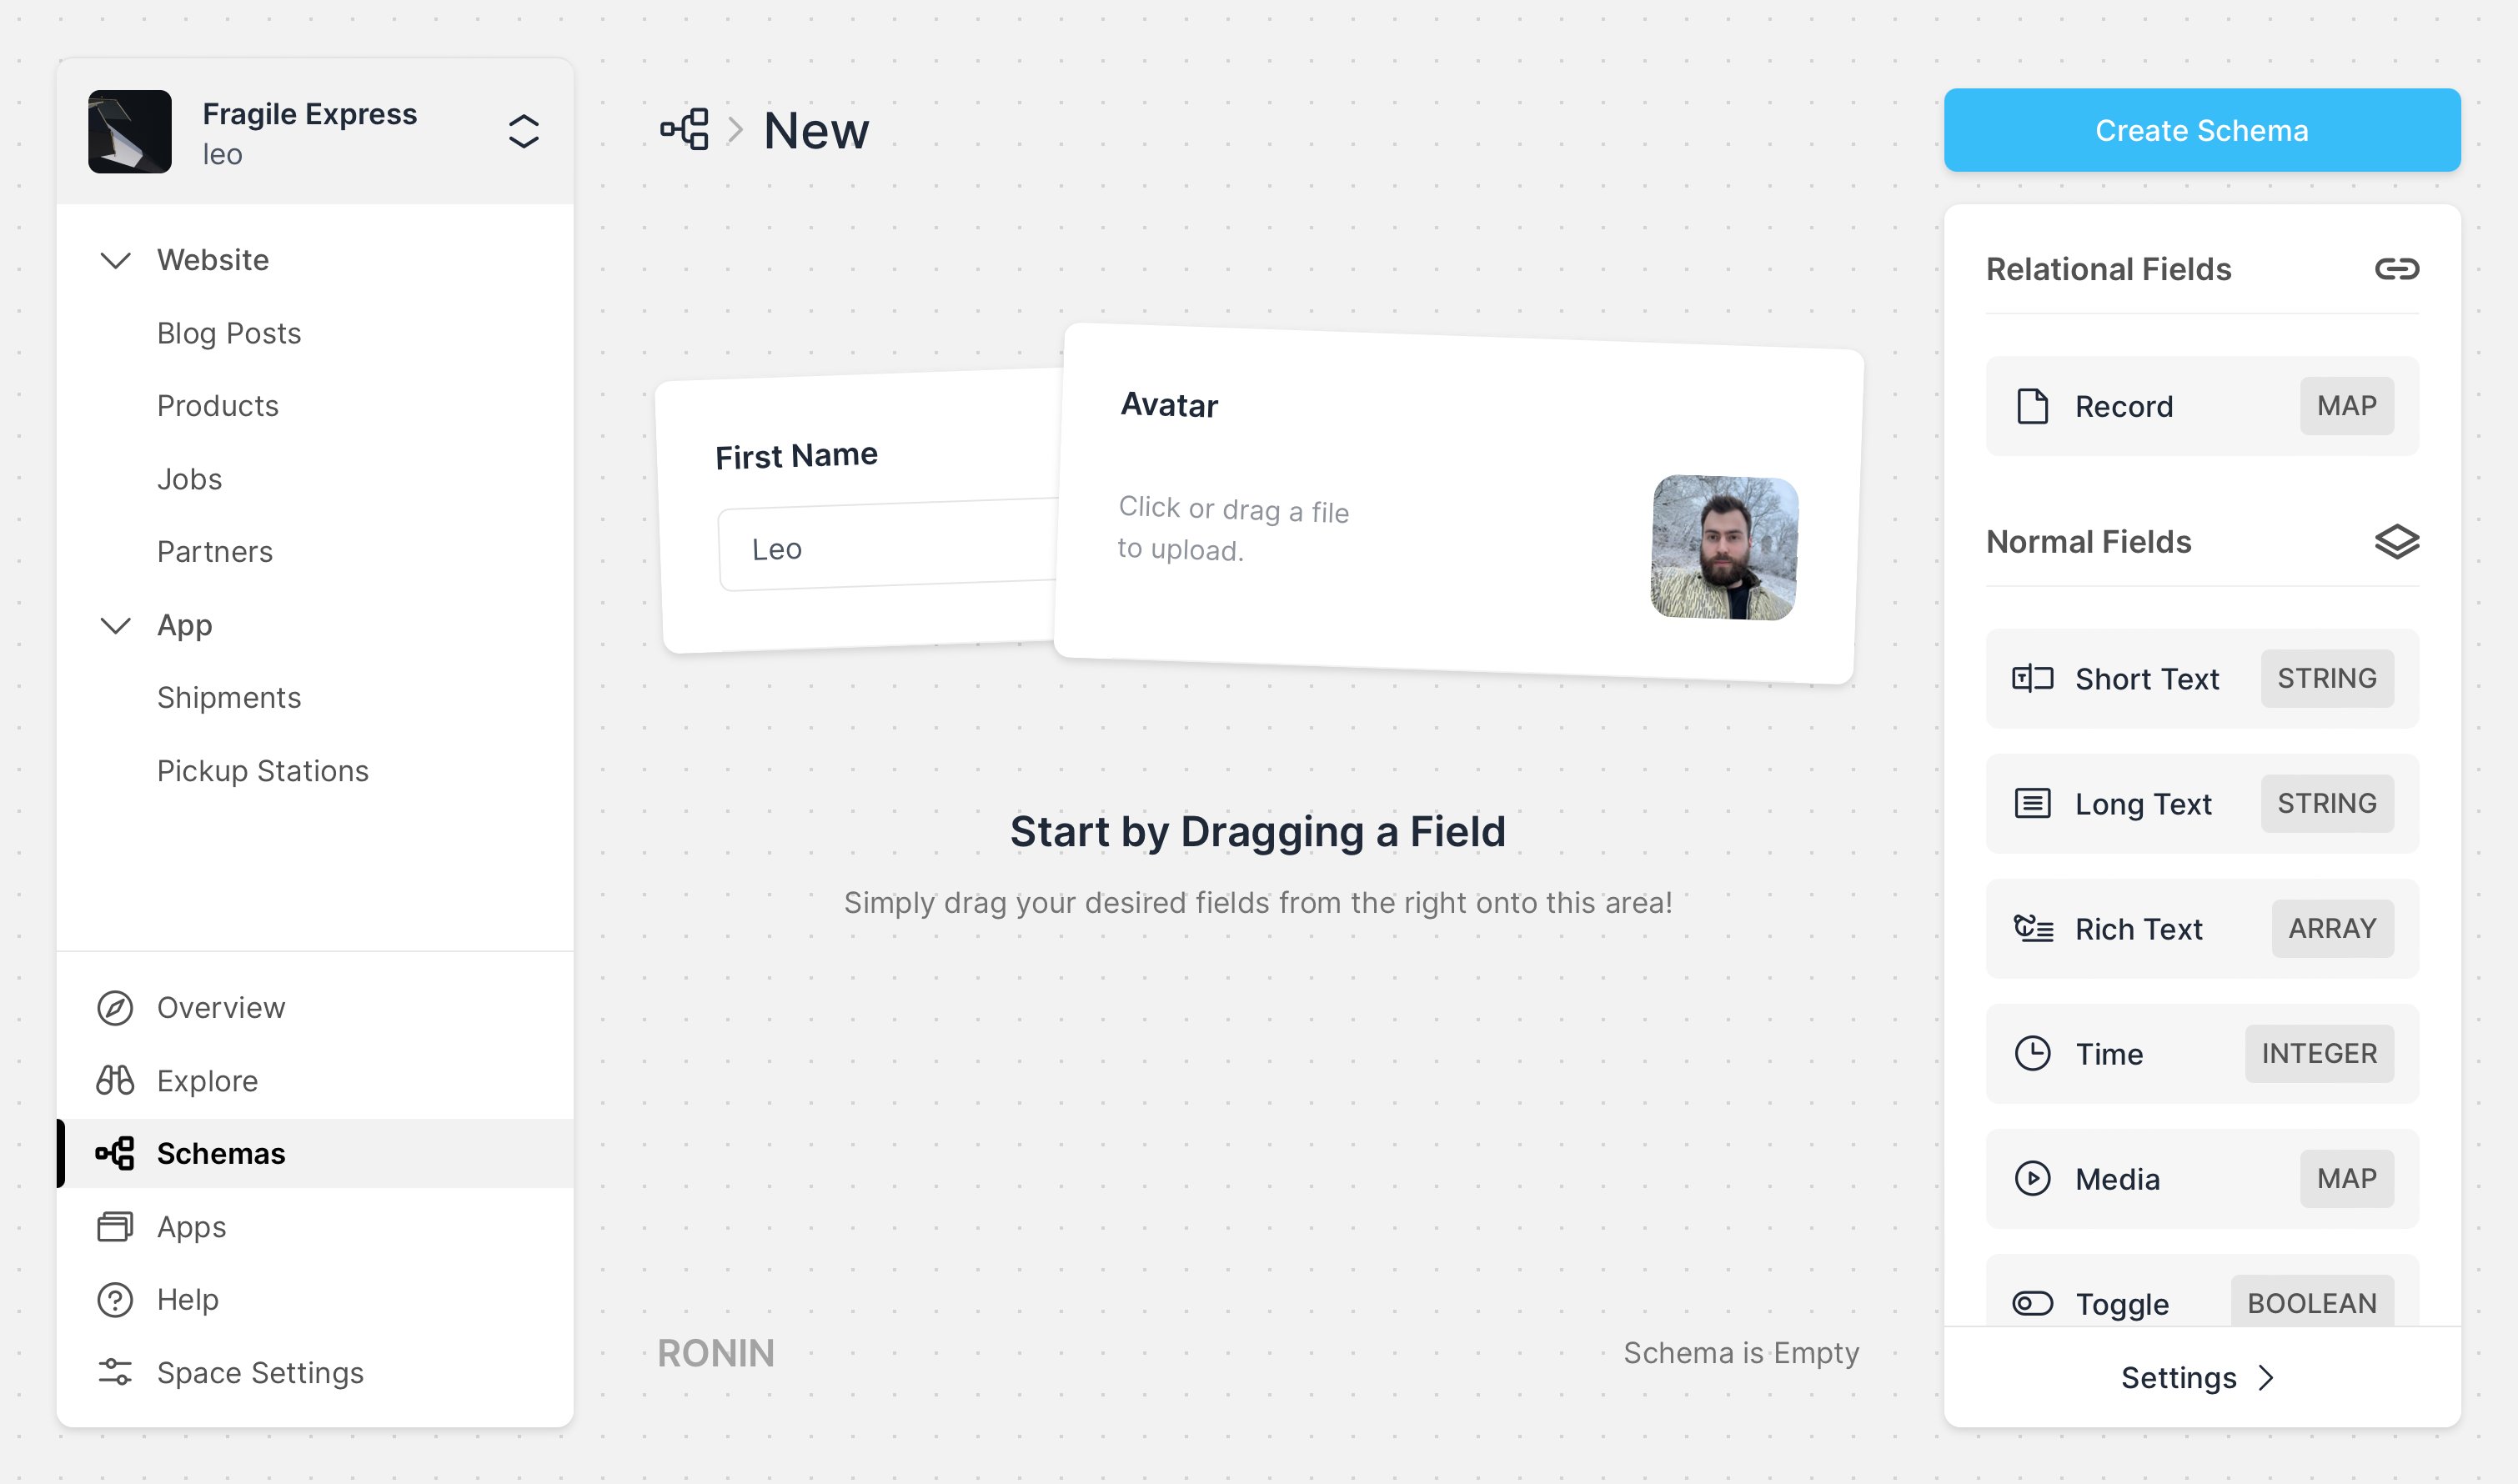 Fragile Express
leo
Website
Blog Posts
Products
Jobs
Partners
App
Shipments
Pickup Stations
Overview
Explore
Schemas
Apps
Help
Space Settings
New
First Name
Leo
Avatar
Click or drag a file
to upload.
Start by Dragging a Field
Simply drag your desired fields from the right onto this area!
RONIN
Schema is Empty
Create Schema
Relational Fields
Record MAP
Normal Fields
Short Text STRING
Long Text STRING
Rich Text ARRAY
Time INTEGER
Media MAP
Toggle BOOLEAN
Settings